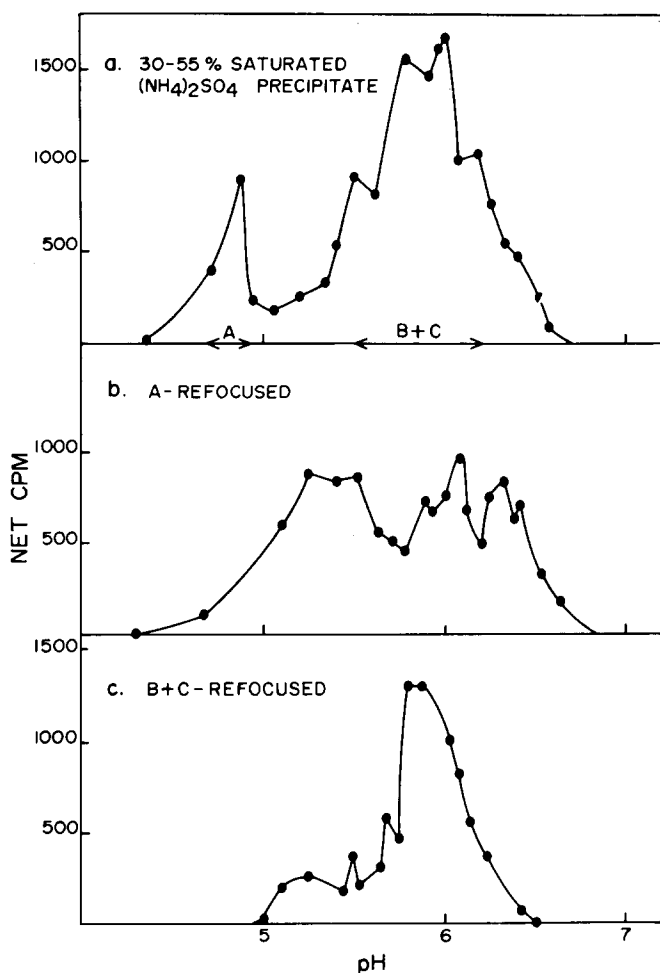 1500
a. 30-55% SATURATED
(NH4)2SO4 PRECIPITATE
1000
500
A
B+C
b. A-REFOCUSED
1000
500
NET CPM
1500
c. B+C-REFOCUSED
1000
500
5 6 7
pH